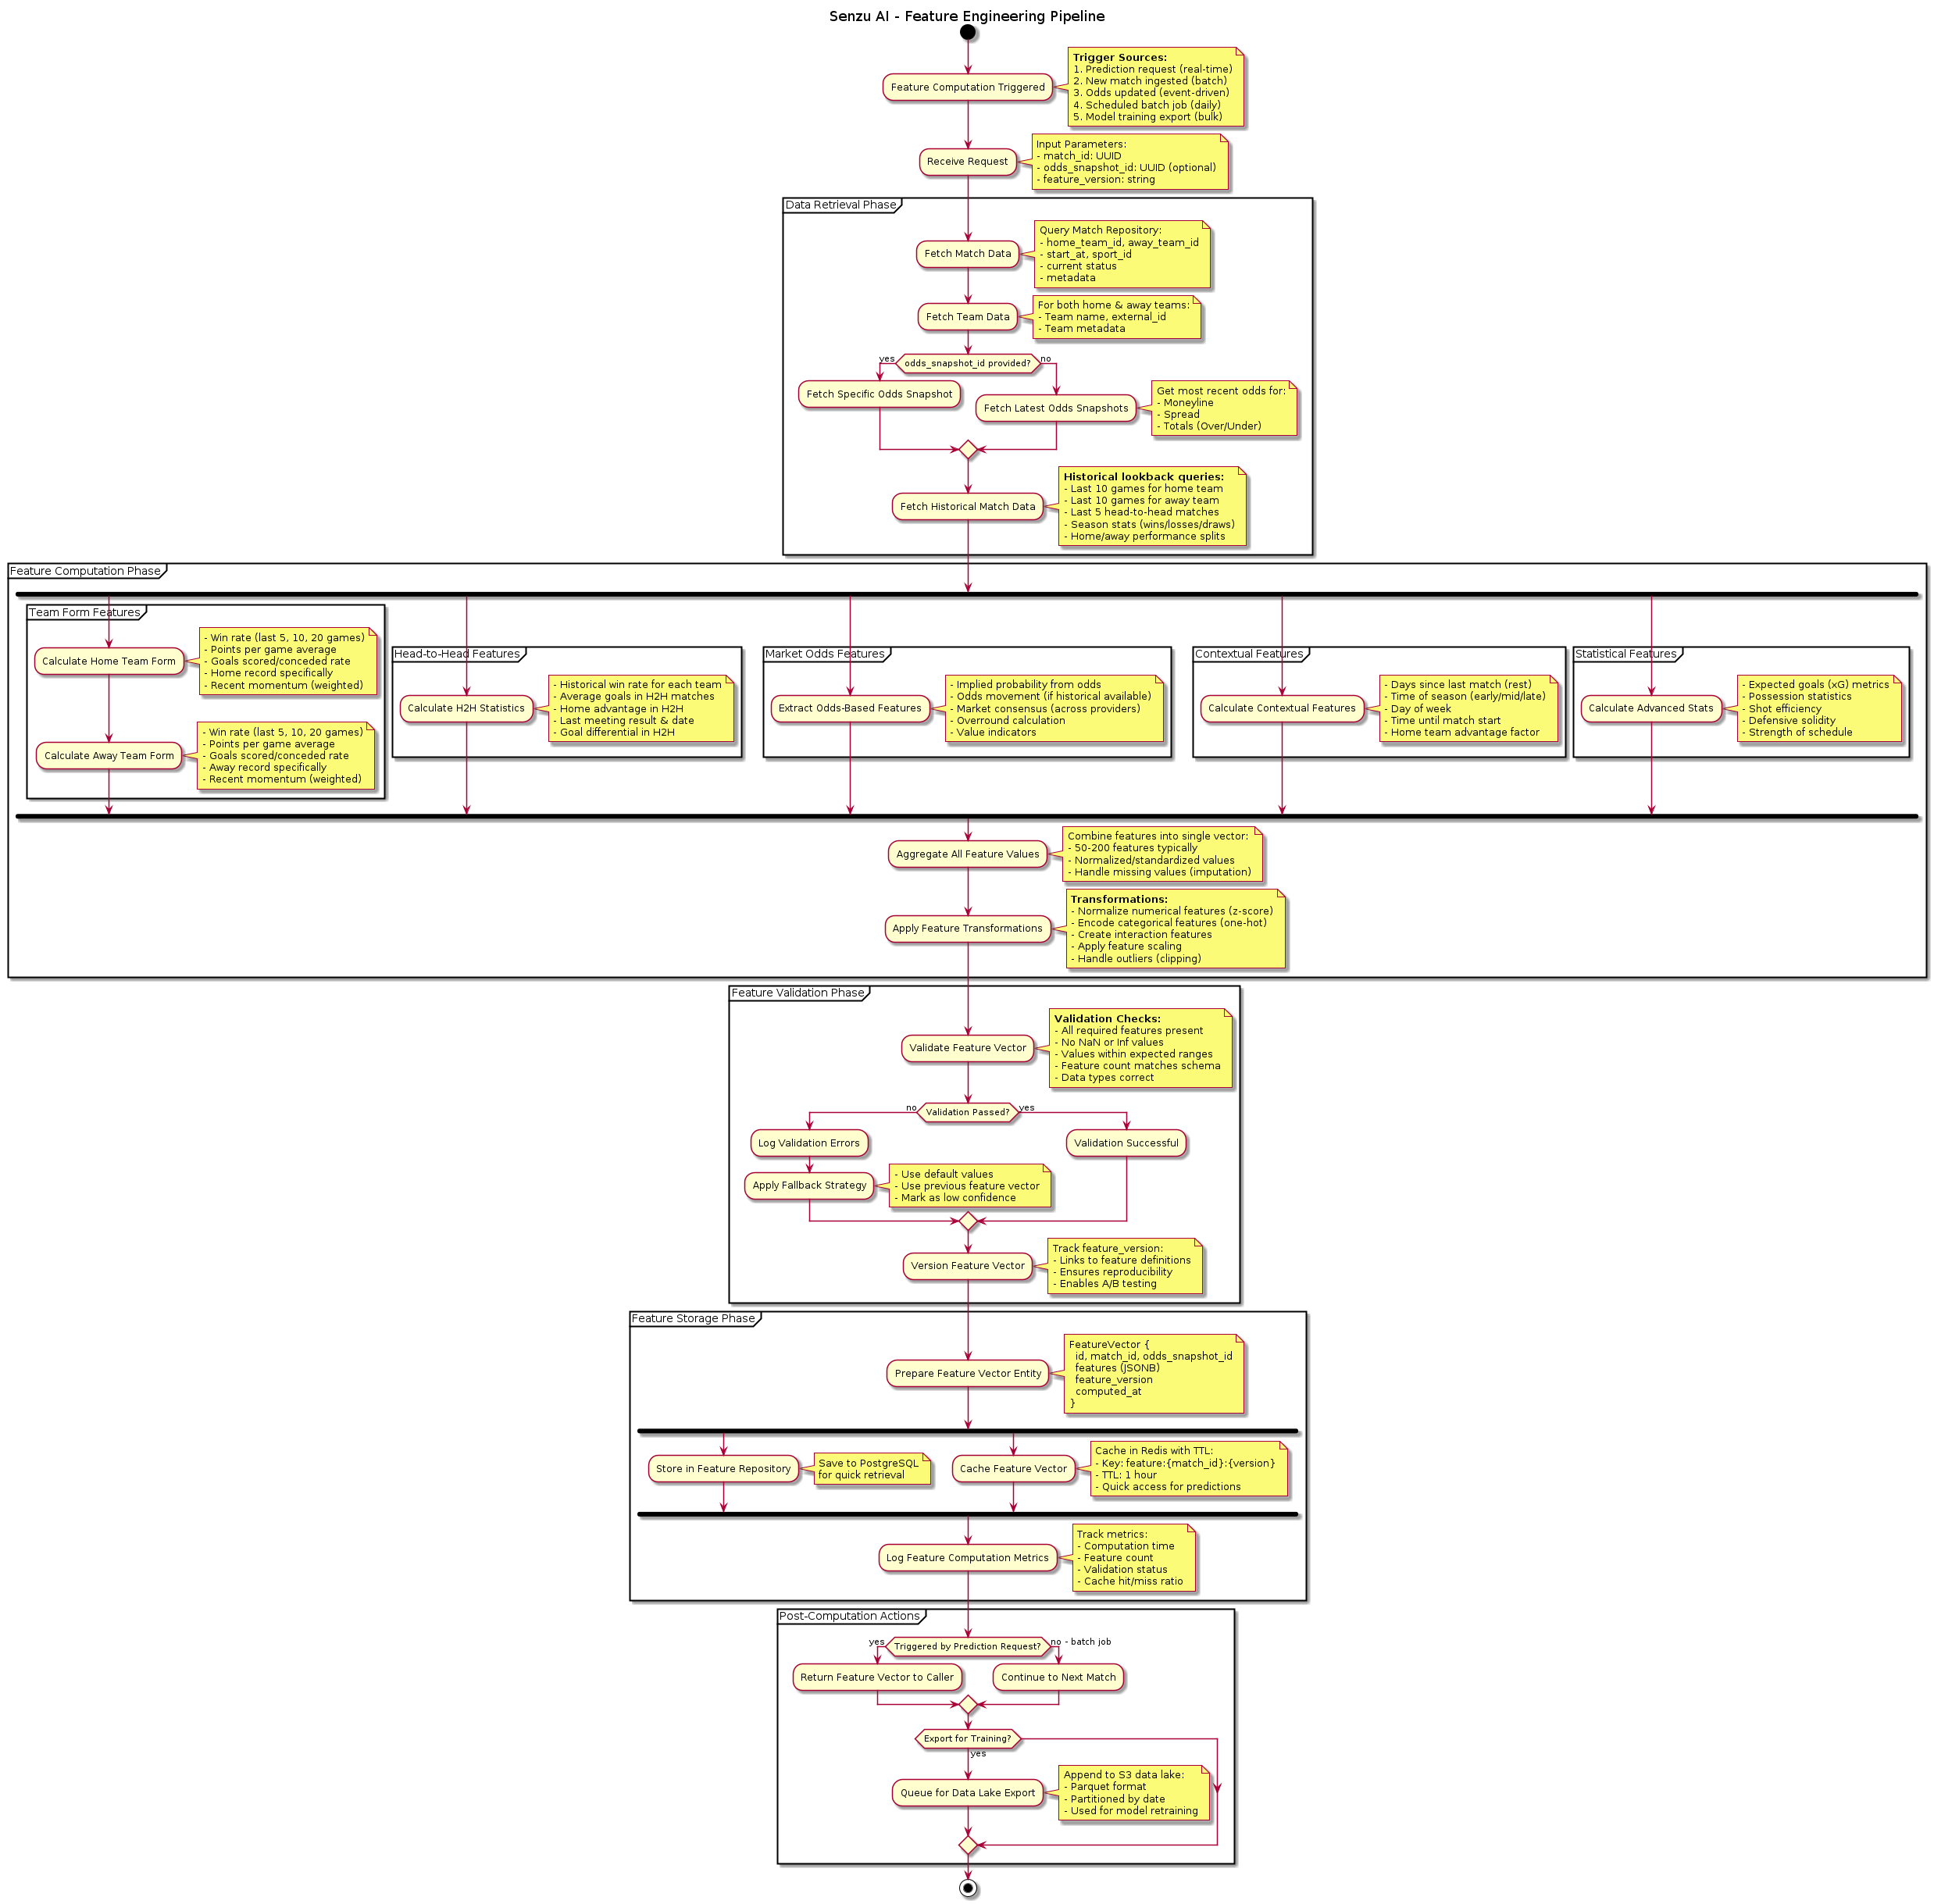 Senzu AI - Feature Engineering Pipeline
Feature Computation Triggered
Trigger Sources:
1. Prediction request (real-time)
2. New match ingested (batch)
3. Odds updated (event-driven)
4. Scheduled batch job (daily)
5. Model training export (bulk)
Receive Request
Input Parameters:
- match_id: UUID
- odds_snapshot_id: UUID (optional)
- feature_version: string
Data Retrieval Phase
Fetch Match Data
Query Match Repository:
- home_team_id, away_team_id
- start_at, sport_id
- current status
- metadata
Fetch Team Data
For both home & away teams:
- Team name, external_id
- Team metadata
yes
odds_snapshot_id provided?
no
Fetch Specific Odds Snapshot
Fetch Latest Odds Snapshots
Get most recent odds for:
- Moneyline
- Spread
- Totals (Over/Under)
Fetch Historical Match Data
Historical lookback queries:
- Last 10 games for home team
- Last 10 games for away team
- Last 5 head-to-head matches
- Season stats (wins/losses/draws)
- Home/away performance splits
Feature Computation Phase
Team Form Features
Calculate Home Team Form
- Win rate (last 5, 10, 20 games)
- Points per game average
- Goals scored/conceded rate
- Home record specifically
- Recent momentum (weighted)
Calculate Away Team Form
- Win rate (last 5, 10, 20 games)
- Points per game average
- Goals scored/conceded rate
- Away record specifically
- Recent momentum (weighted)
Head-to-Head Features
Calculate H2H Statistics
- Historical win rate for each team
- Average goals in H2H matches
- Home advantage in H2H
- Last meeting result & date
- Goal differential in H2H
Market Odds Features
Extract Odds-Based Features
- Implied probability from odds
- Odds movement (if historical available)
- Market consensus (across providers)
- Overround calculation
- Value indicators
Contextual Features
Calculate Contextual Features
- Days since last match (rest)
- Time of season (early/mid/late)
- Day of week
- Time until match start
- Home team advantage factor
Statistical Features
Calculate Advanced Stats
- Expected goals (xG) metrics
- Possession statistics
- Shot efficiency
- Defensive solidity
- Strength of schedule
Aggregate All Feature Values
Combine features into single vector:
- 50-200 features typically
- Normalized/standardized values
- Handle missing values (imputation)
Apply Feature Transformations
Transformations:
- Normalize numerical features (z-score)
- Encode categorical features (one-hot)
- Create interaction features
- Apply feature scaling
- Handle outliers (clipping)
Feature Validation Phase
Validate Feature Vector
Validation Checks:
- All required features present
- No NaN or Inf values
- Values within expected ranges
- Feature count matches schema
- Data types correct
no
Validation Passed?
yes
Log Validation Errors
Validation Successful
Apply Fallback Strategy
- Use default values
- Use previous feature vector
- Mark as low confidence
Version Feature Vector
Track feature_version:
- Links to feature definitions
- Ensures reproducibility
- Enables A/B testing
Feature Storage Phase
Prepare Feature Vector Entity
FeatureVector {
id, match_id, odds_snapshot_id
features (JSONB)
feature_version
computed_at
}
Store in Feature Repository
Save to PostgreSQL
for quick retrieval
Cache Feature Vector
Cache in Redis with TTL:
- Key: feature:{match_id}:{version}
- TTL: 1 hour
- Quick access for predictions
Log Feature Computation Metrics
Track metrics:
- Computation time
- Feature count
- Validation status
- Cache hit/miss ratio
Post-Computation Actions
yes
Triggered by Prediction Request?
no - batch job
Return Feature Vector to Caller
Continue to Next Match
Export for Training?
yes
Queue for Data Lake Export
Append to S3 data lake:
- Parquet format
- Partitioned by date
- Used for model retraining